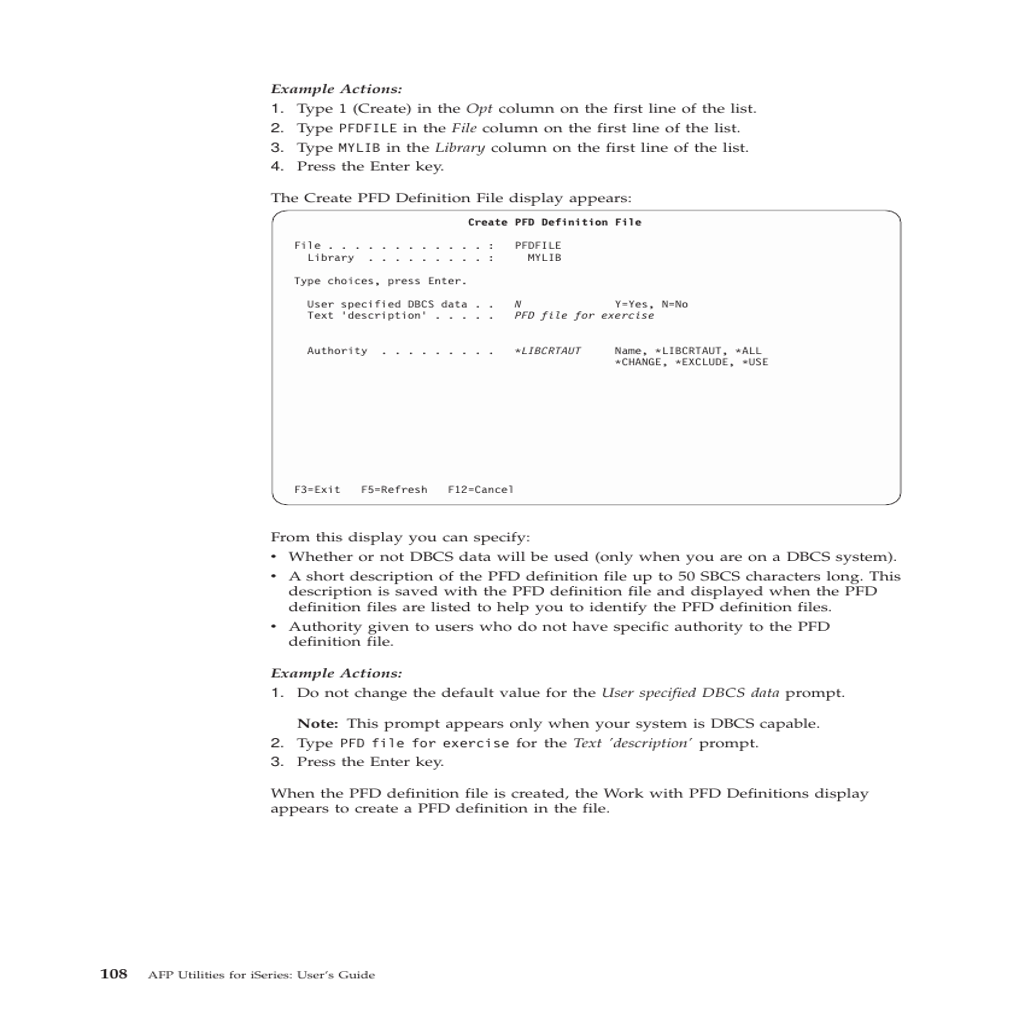 Example Actions:
1. Type 1 (Create) in the Opt column on the first line of the list.
2. Type PFDFILE in the File column on the first line of the list.
3. Type MYLIB in the Library column on the first line of the list.
4. Press the Enter key.
The Create PFD Definition File display appears:
Create PFD Definition File
File . . . . . . . . . . . . : PFDFILE
Library . . . . . . . . . : MYLIB
Type choices, press Enter.
User specified DBCS data . . N Y=Yes, N=No
Text 'description' . . . . . PFD file for exercise
Authority . . . . . . . . . *LIBCRTAUT Name, *LIBCRTAUT, *ALL
*CHANGE, *EXCLUDE, *USE
F3=Exit F5=Refresh F12=Cancel
From this display you can specify:
• Whether or not DBCS data will be used (only when you are on a DBCS system).
• A short description of the PFD definition file up to 50 SBCS characters long. This
description is saved with the PFD definition file and displayed when the PFD
definition files are listed to help you to identify the PFD definition files.
• Authority given to users who do not have specific authority to the PFD
definition file.
Example Actions:
1. Do not change the default value for the User specified DBCS data prompt.
Note: This prompt appears only when your system is DBCS capable.
2. Type PFD file for exercise for the Text ′description′ prompt.
3. Press the Enter key.
When the PFD definition file is created, the Work with PFD Definitions display
appears to create a PFD definition in the file.
108 AFP Utilities for iSeries: User's Guide